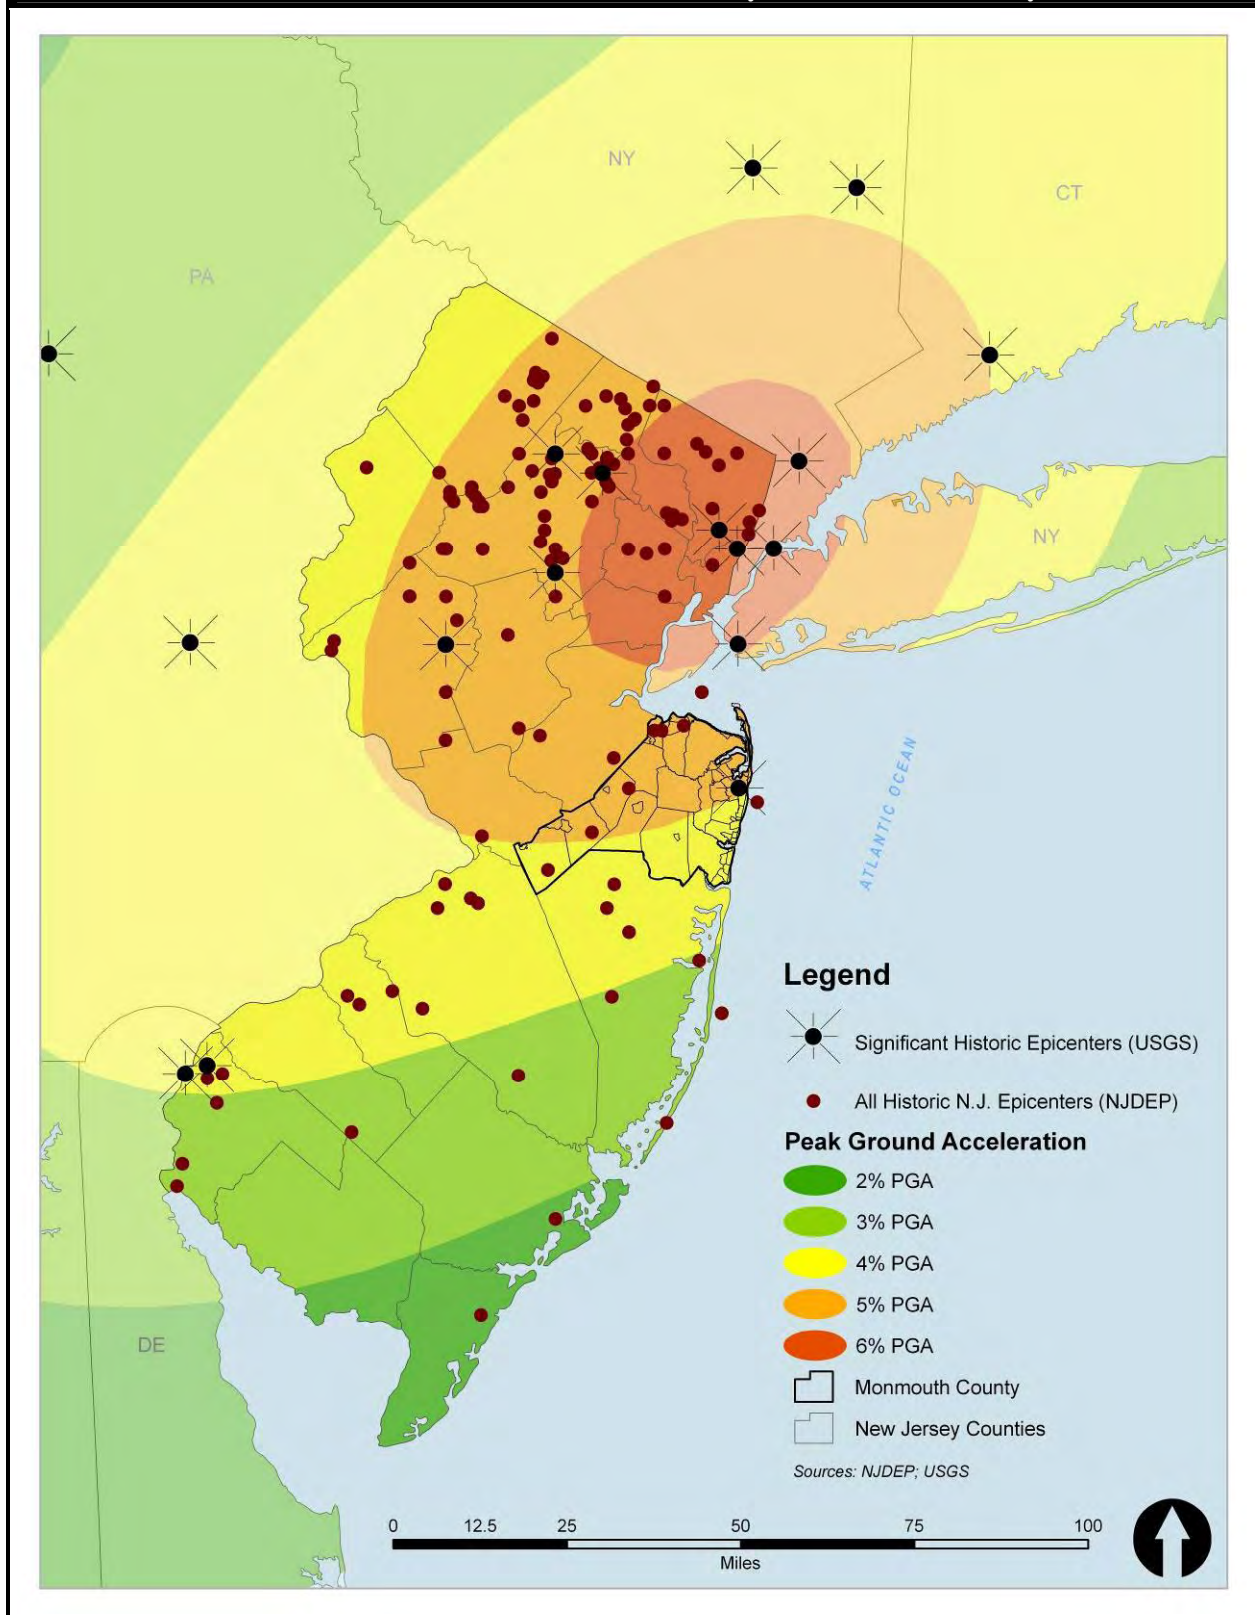 NY
CT
PA
NY
ATLANTIC OCEAN
Legend
Significant Historic Epicenters (USGS)
All Historic N.J. Epicenters (NJDEP)
Peak Ground Acceleration
2% PGA
3% PGA
4% PGA
5% PGA
6% PGA
DE
Monmouth County
New Jersey Counties
Sources: NJDEP; USGS
0 12.5 25 50 75 100
Miles